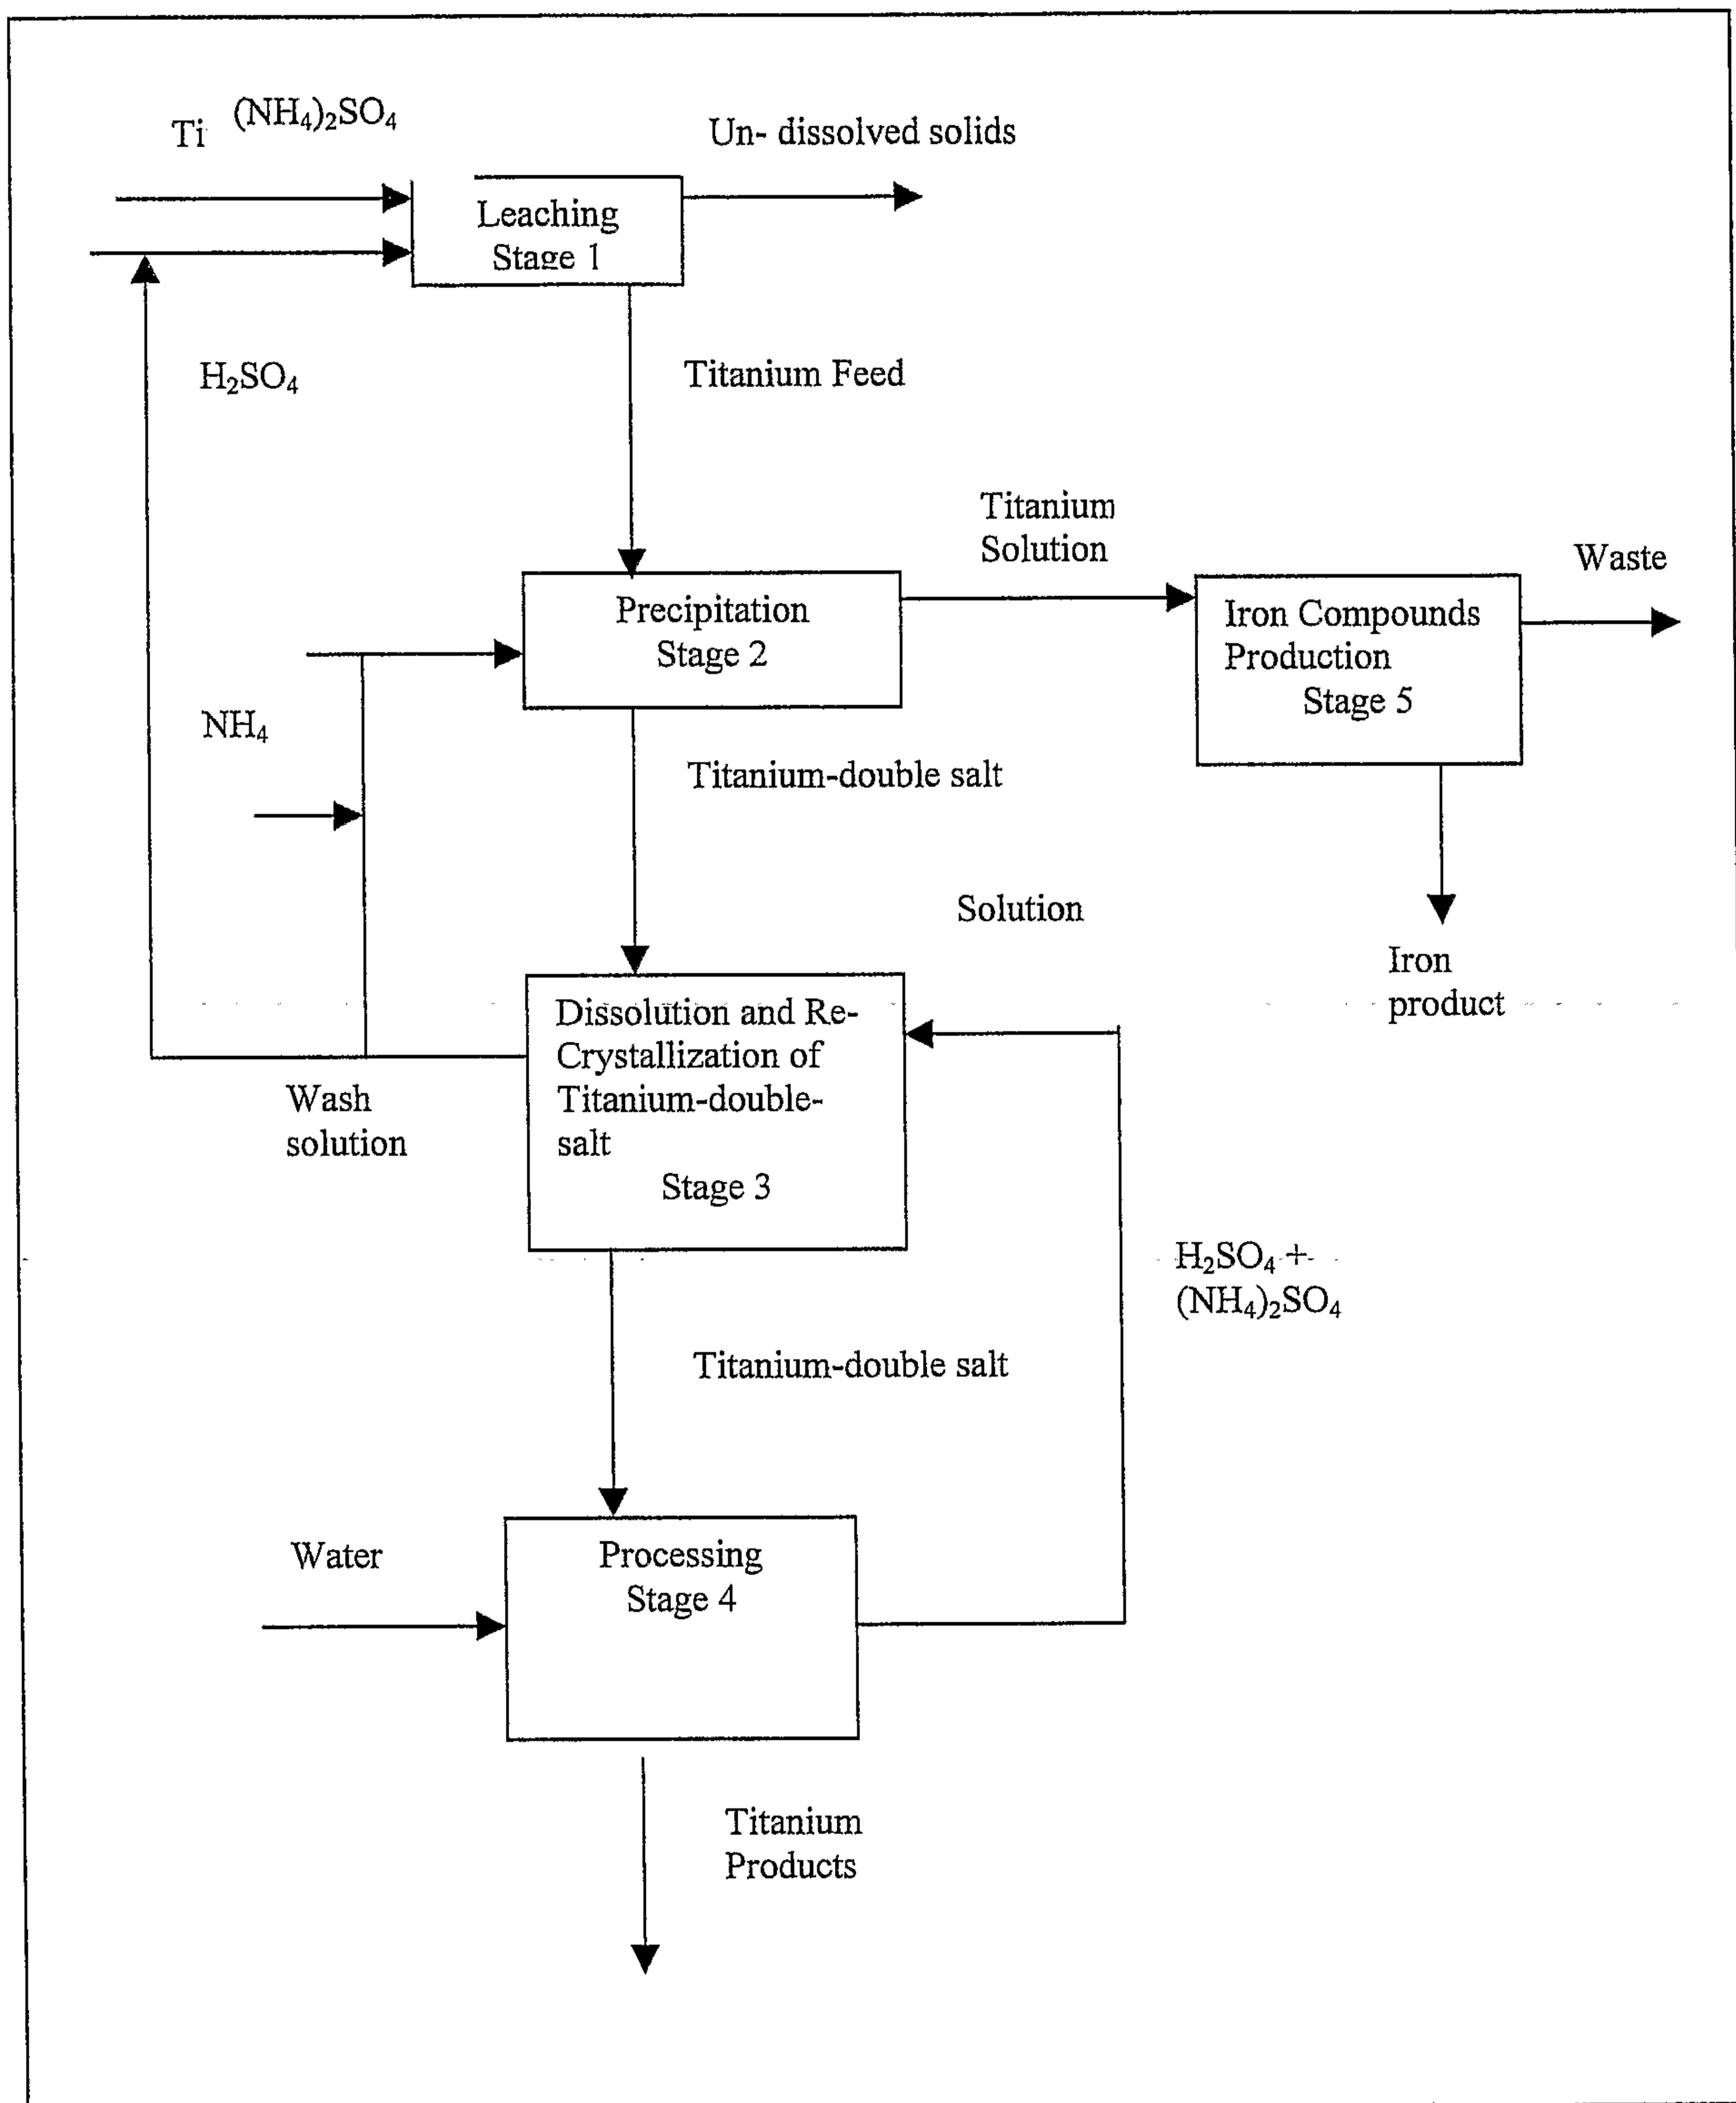 Ti (NH₄)₂SO₄
Un- dissolved solids
Leaching
Stage 1
H₂SO₄
Titanium Feed
Titanium
Solution
Waste
Precipitation
Stage 2
Iron Compounds
Production
Stage 5
NH₄
Titanium-double salt
Solution
Iron
product
Dissolution and Re-
Crystallization of
Titanium-double-
salt
Stage 3
Wash
solution
H₂SO₄ +
(NH₄)₂SO₄
Titanium-double salt
Water
Processing
Stage 4
Titanium
Products